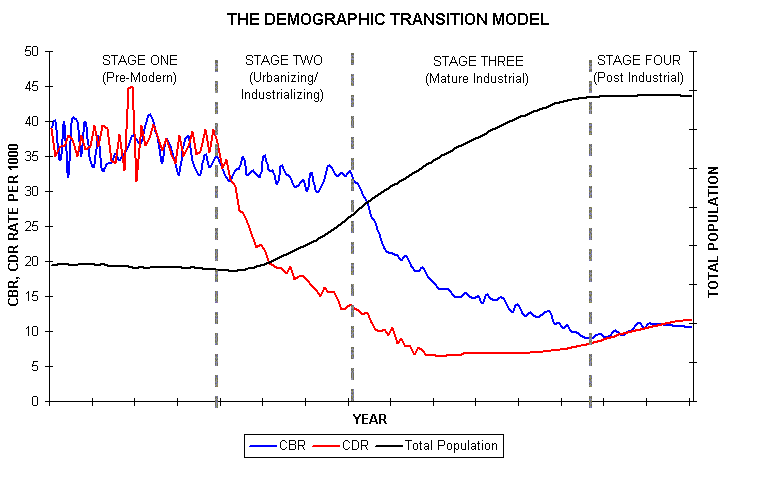 THE DEMOGRAPHIC TRANSITION MODEL
50
45
40
35
30
25
20
15
10
5
0
CBR, CDR RATE PER 1000
STAGE ONE
(Pre-Modern)
STAGE TWO
(Urbanizing/
Industrializing)
STAGE THREE
(Mature Industrial)
STAGE FOUR
(Post Industrial)
TOTAL POPULATION
YEAR
CBR
CDR
Total Population